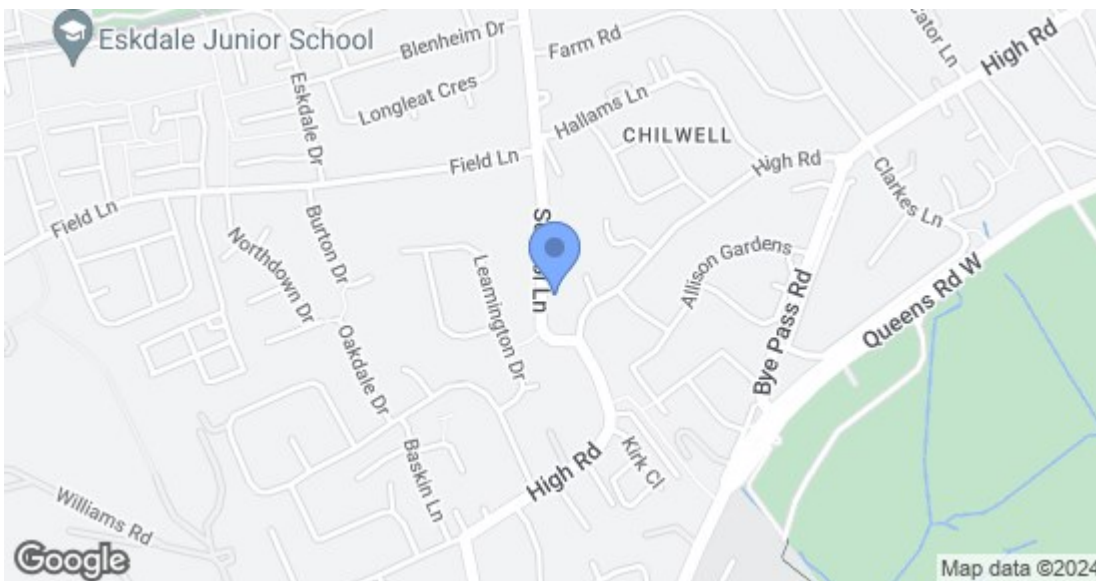 Eskdale Junior School
Blenheim Dr
Farm Rd
High Rd
Longleat Cres
Eskdale Dr
Hallams Ln
CHILWELL
Field Ln
High Rd
Clarkes Ln
Field Ln
Burton Dr
Northdown Dr
Leamington Dr
Ln
Allison Gardens
Queens Rd W
Bye Pass Rd
Oakdale Dr
Baskin Ln
High Rd
Kirk Cl
Williams Rd
Google
Map data ©2024